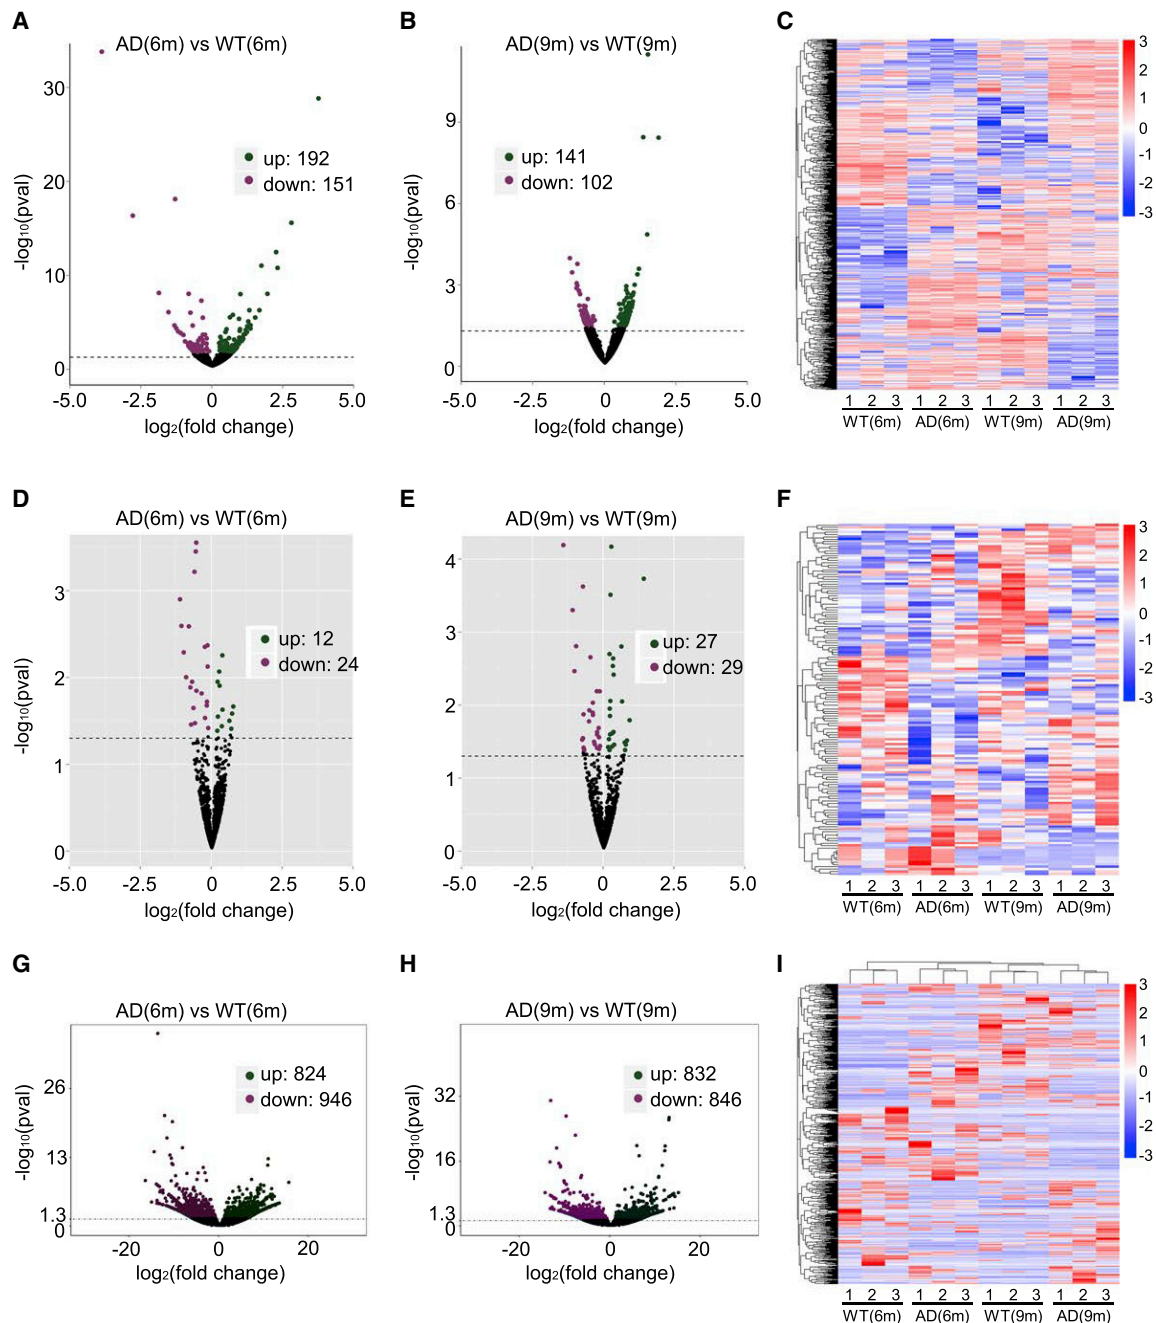 A
AD(6m) vs WT(6m)
-log10(pval)
30
20
10
0
up: 192
down: 151
-5.0 -2.5 0 2.5 5.0
log2(fold change)
B
AD(9m) vs WT(9m)
-log10(pval)
9
6
3
0
up: 141
down: 102
-5.0 -2.5 0 2.5 5.0
log2(fold change)
C
3
2
1
0
-1
-2
-3
1 2 3 1 2 3 1 2 3 1 2 3
WT(6m) AD(6m) WT(9m) AD(9m)
D
AD(6m) vs WT(6m)
-log10(pval)
3
2
1
0
up: 12
down: 24
-5.0 -2.5 0 2.5 5.0
log2(fold change)
E
AD(9m) vs WT(9m)
4
3
2
1
0
up: 27
down: 29
-5.0 -2.5 0 2.5 5.0
log2(fold change)
F
3
2
1
0
-1
-2
-3
1 2 3 1 2 3 1 2 3 1 2 3
WT(6m) AD(6m) WT(9m) AD(9m)
G
AD(6m) vs WT(6m)
-log10(pval)
26
13
1.3
0
up: 824
down: 946
-20 0 20
log2(fold change)
H
AD(9m) vs WT(9m)
-log10(pval)
32
16
1.3
0
up: 832
down: 846
-20 0 20
log2(fold change)
I
3
2
1
0
-1
-2
-3
1 2 3 1 2 3 1 2 3 1 2 3
WT(6m) AD(6m) WT(9m) AD(9m)